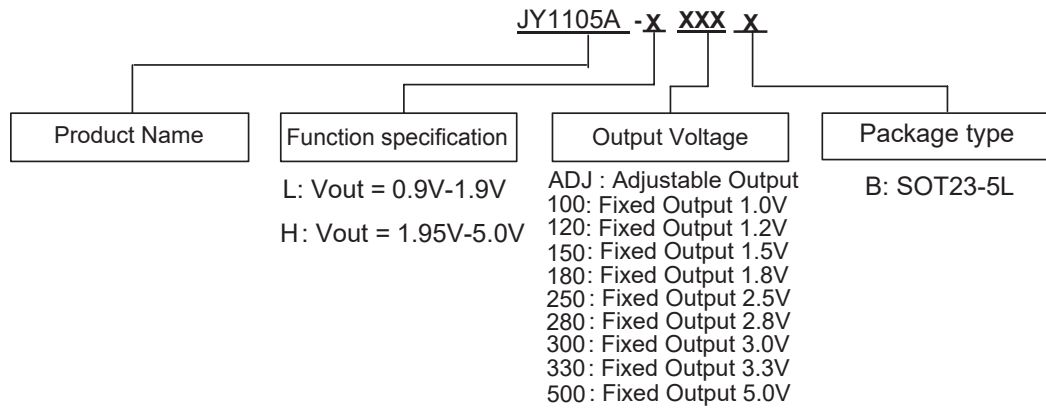 JY1105A -X XXX X
Product Name
Function specification
Output Voltage
Package type
L: Vout = 0.9V-1.9V
H: Vout = 1.95V-5.0V
ADJ : Adjustable Output
100: Fixed Output 1.0V
120: Fixed Output 1.2V
150: Fixed Output 1.5V
180: Fixed Output 1.8V
250: Fixed Output 2.5V
280: Fixed Output 2.8V
300: Fixed Output 3.0V
330: Fixed Output 3.3V
500: Fixed Output 5.0V
B: SOT23-5L